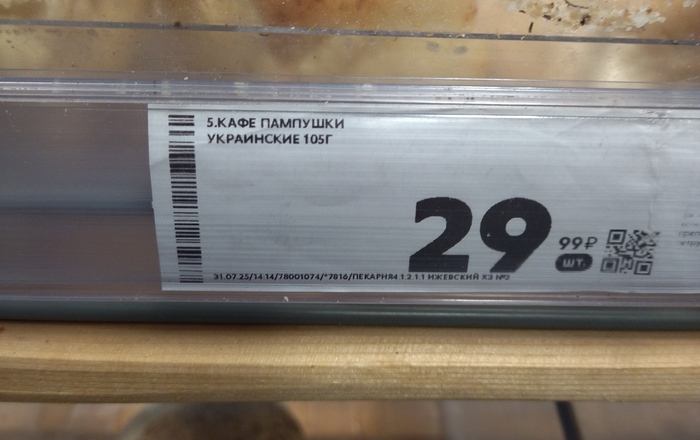 5.КАФЕ ПАМПУШКИ
УКРАИНСКИЕ 105Г
29
99₽
шт.
31.07.25/14:14/78001074/*7816/ПЕКАРНЯ4 1.2.1.1 ИЖЕВСКИЙ ХЗ №2